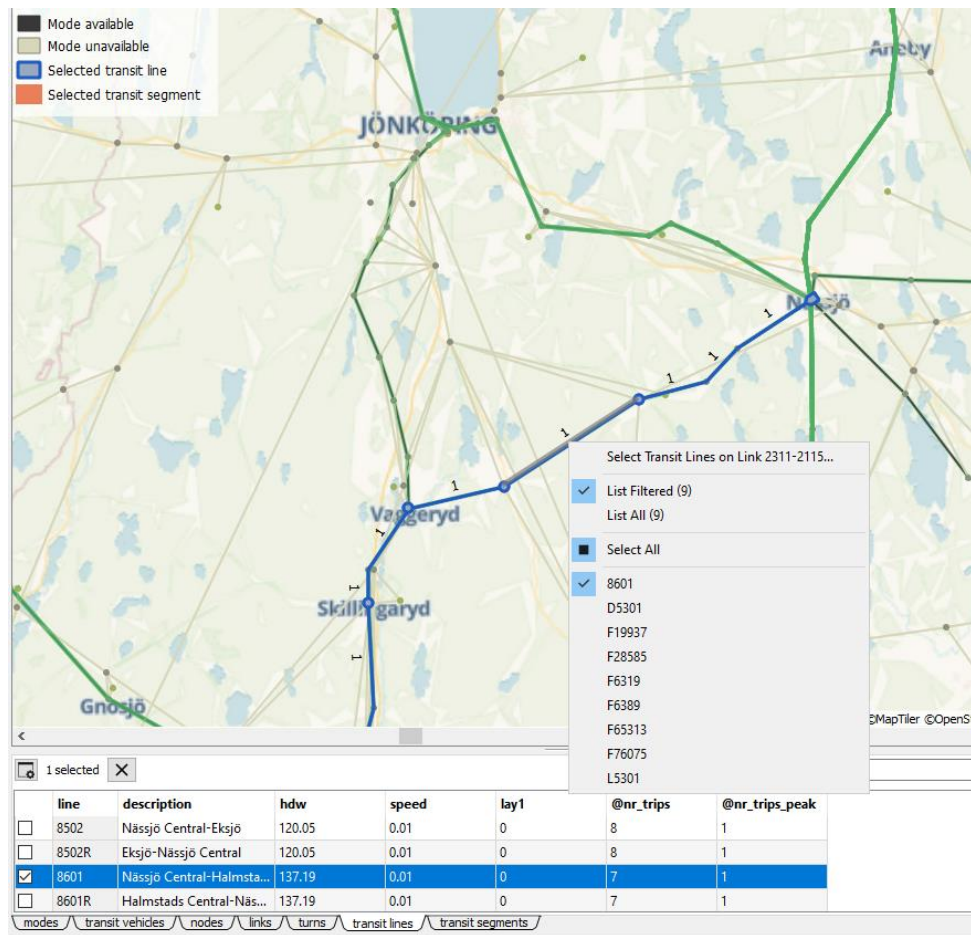 Mode available
Mode unavailable
Selected transit line
Selected transit segment
Aneby
JÖNKÖPING
Nässjö
1
1
1
1
1
Vaggeryd
1
1
Skillingaryd
1
Gnosjö
©MapTiler ©OpenS
Select Transit Lines on Link 2311-2115...
List Filtered (9)
List All (9)
Select All
8601
D5301
F19937
F28585
F6319
F6389
F65313
F76075
L5301
1 selected
line description hdw speed lay1 @nr_trips @nr_trips_peak
8502 Nässjö Central-Eksjö 120.05 0.01 0 8 1
8502R Eksjö-Nässjö Central 120.05 0.01 0 8 1
8601 Nässjö Central-Halmsta... 137.19 0.01 0 7 1
8601R Halmstads Central-Näs... 137.19 0.01 0 7 1
modes transit vehicles nodes links turns transit lines transit segments